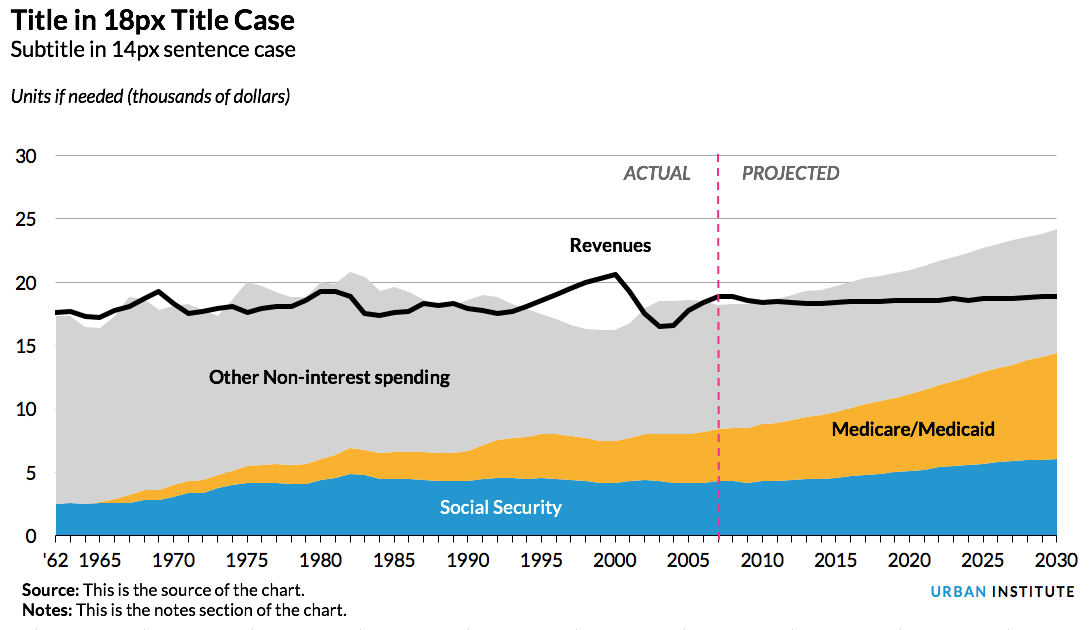 Title in 18px Title Case
Subtitle in 14px sentence case
Units if needed (thousands of dollars)
30
ACTUAL PROJECTED
25
Revenues
20
15
Other Non-interest spending
10
Medicare/Medicaid
5
Social Security
0
'62 1965 1970 1975 1980 1985 1990 1995 2000 2005 2010 2015 2020 2025 2030
Source: This is the source of the chart.
URBAN INSTITUTE
Notes: This is the notes section of the chart.